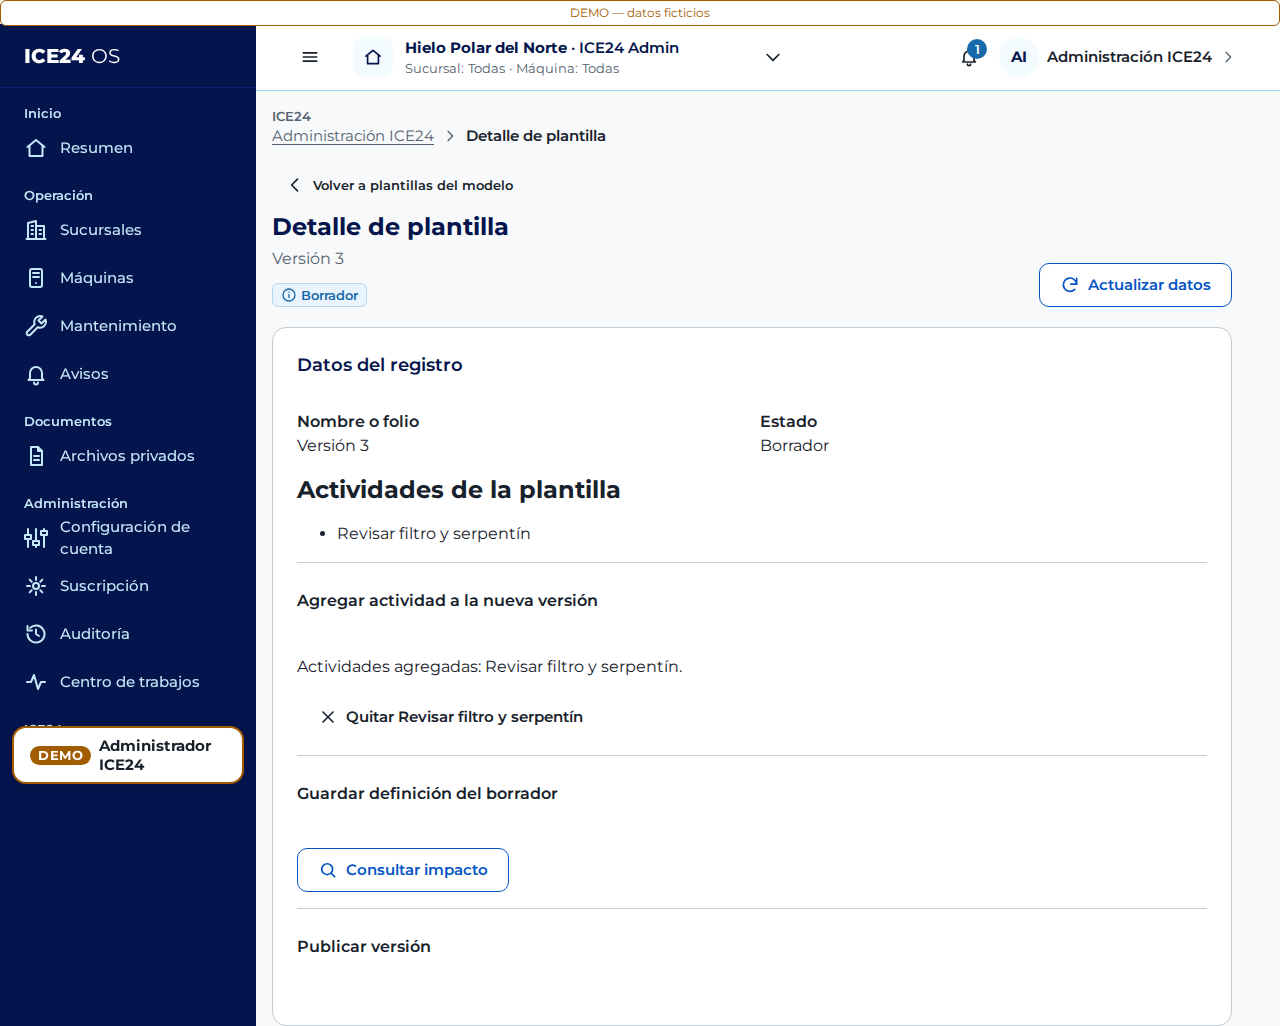 DEMO — datos ficticios
ICE24 OS
Inicio
Resumen
Operación
Sucursales
Máquinas
Mantenimiento
Avisos
Documentos
Archivos privados
Administración
Configuración de
cuenta
Suscripción
Auditoría
Centro de trabajos
DEMO Administrador
ICE24
Hielo Polar del Norte · ICE24 Admin
Sucursal: Todas · Máquina: Todas
1
AI Administración ICE24
ICE24
Administración ICE24 Detalle de plantilla
Volver a plantillas del modelo
Detalle de plantilla
Versión 3
Borrador
Actualizar datos
Datos del registro
Nombre o folio
Versión 3
Estado
Borrador
Actividades de la plantilla
• Revisar filtro y serpentín
Agregar actividad a la nueva versión
Actividades agregadas: Revisar filtro y serpentín.
Quitar Revisar filtro y serpentín
Guardar definición del borrador
Consultar impacto
Publicar versión